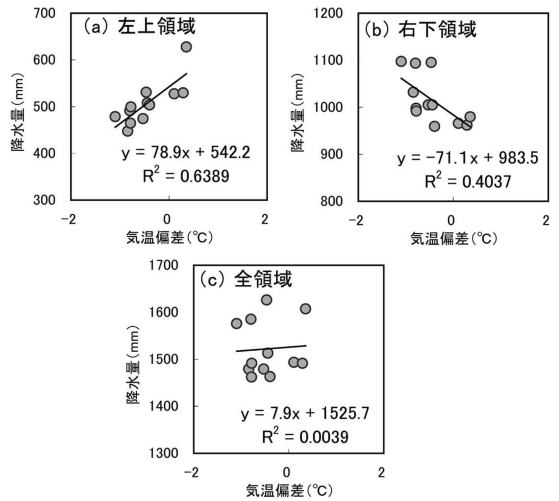 (a) 左上領域
700
600
500
400
300
降水量(mm)
y = 78.9x + 542.2
R² = 0.6389
-2
0
2
気温偏差(℃)
(b) 右下領域
1200
1100
1000
900
800
降水量(mm)
y = -71.1x + 983.5
R² = 0.4037
-2
0
2
気温偏差(℃)
(c) 全領域
1700
1600
1500
1400
1300
降水量(mm)
y = 7.9x + 1525.7
R² = 0.0039
-2
0
2
気温偏差(℃)